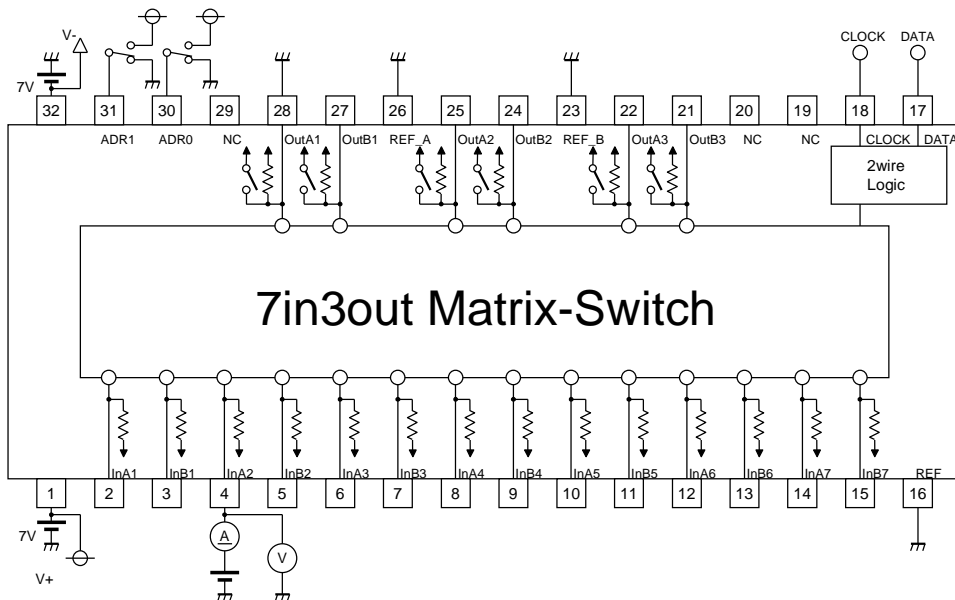 V-
CLOCK DATA
7V
32 31 30 29 28 27 26 25 24 23 22 21 20 19 18 17
ADR1 ADR0 NC OutA1 OutB1 REF_A OutA2 OutB2 REF_B OutA3 OutB3 NC NC CLOCK DATA
2wire
Logic
7in3out Matrix-Switch
InA1 InB1 InA2 InB2 InA3 InB3 InA4 InB4 InA5 InB5 InA6 InB6 InA7 InB7 REF
1 2 3 4 5 6 7 8 9 10 11 12 13 14 15 16
7V
A
V
V+